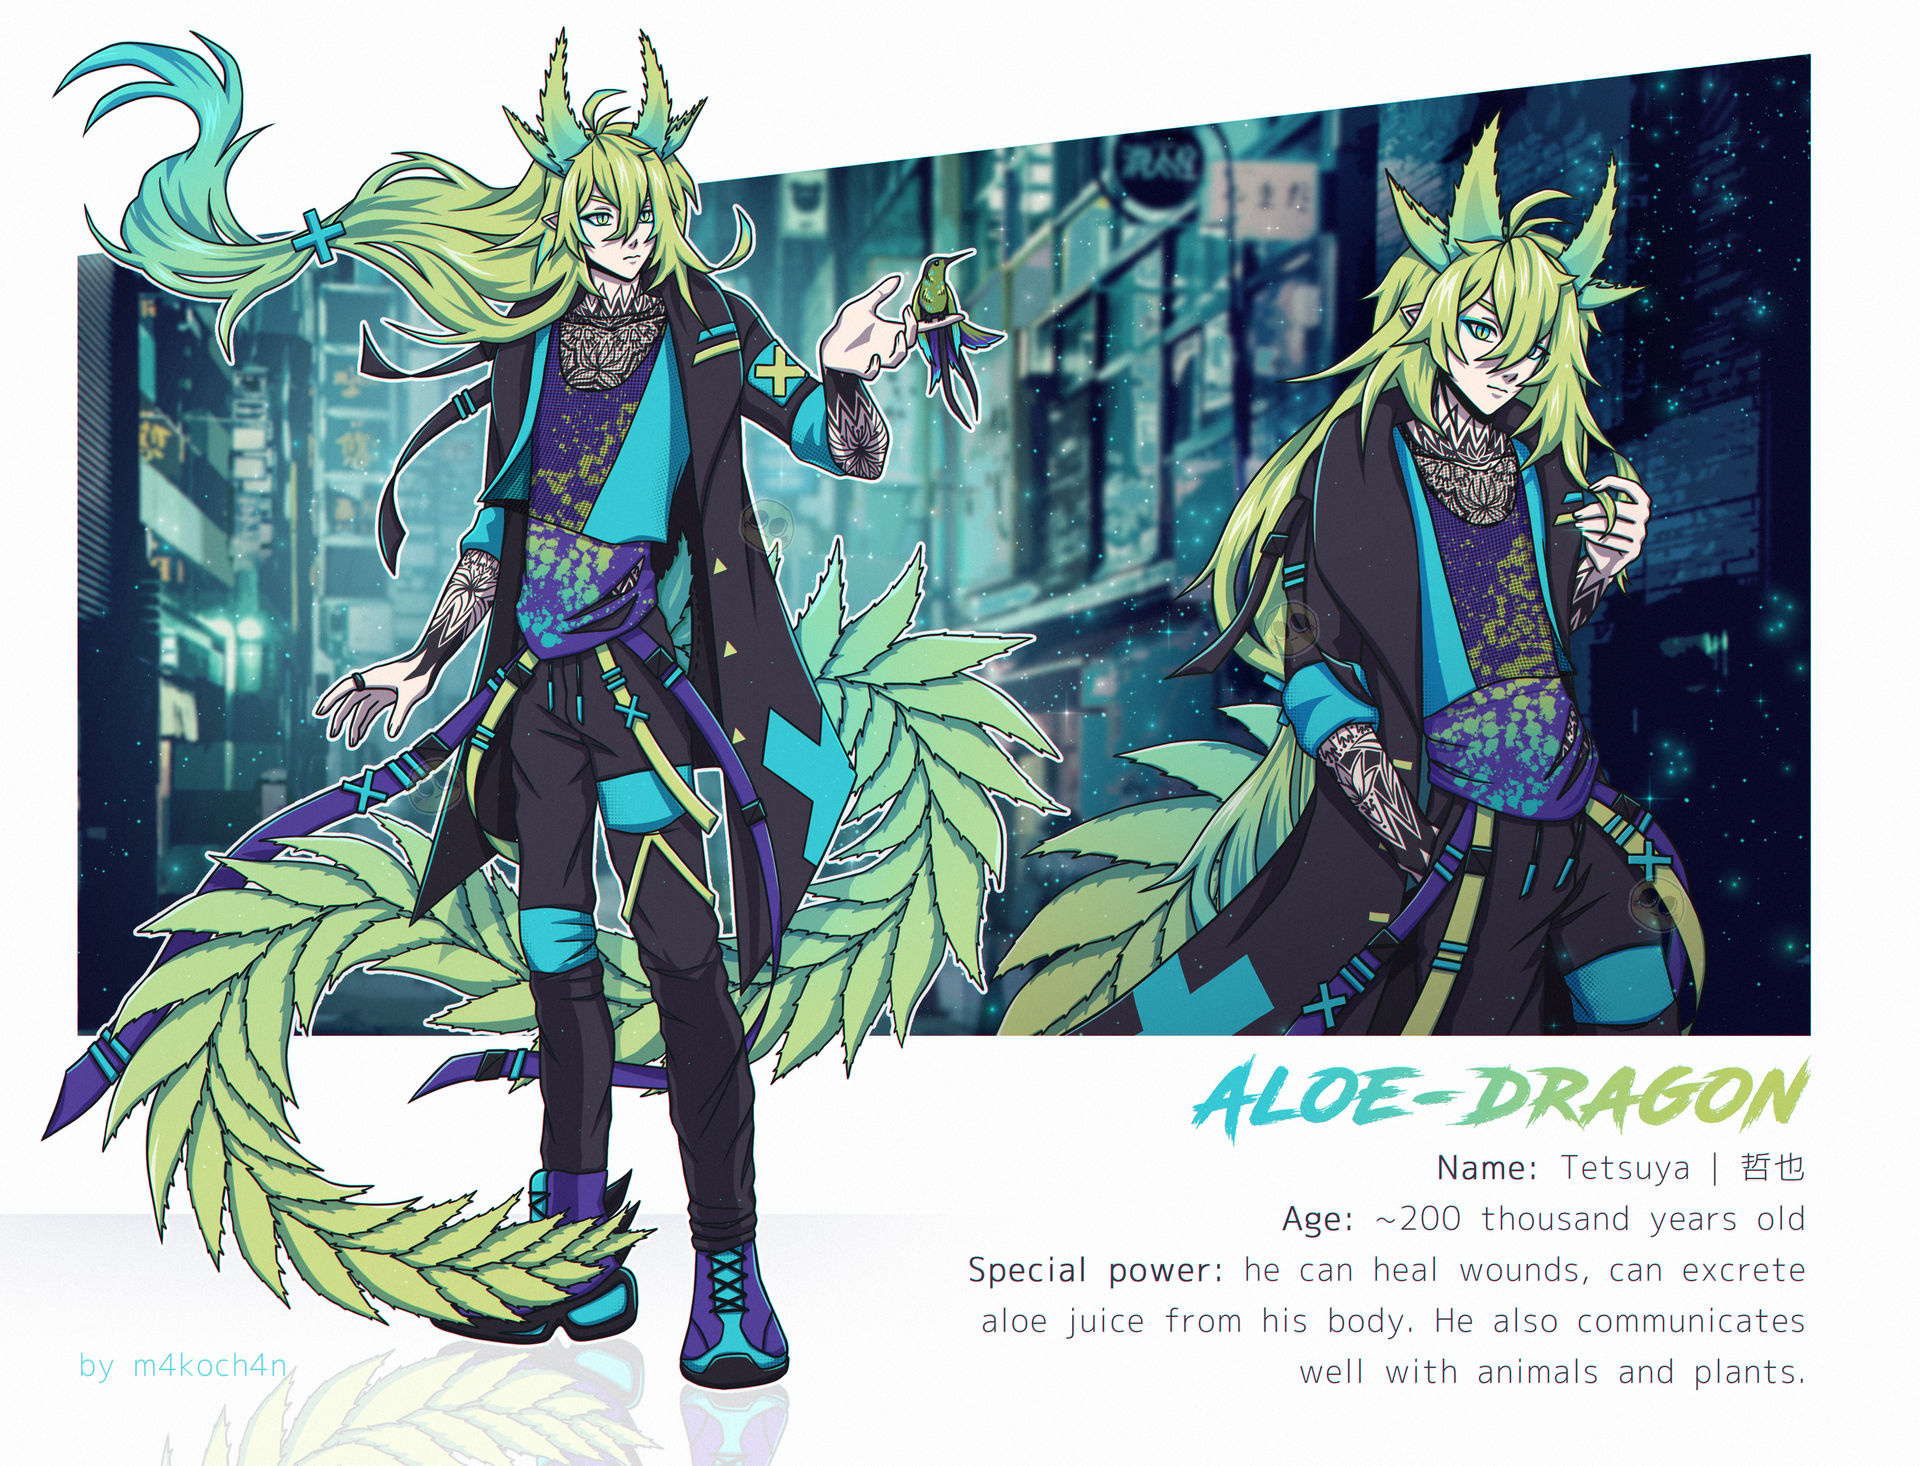 ALOE-DRAGON
Name: Tetsuya | 哲也
Age: ~200 thousand years old
Special power: he can heal wounds, can excrete
aloe juice from his body. He also communicates
well with animals and plants.
by m4koch4n